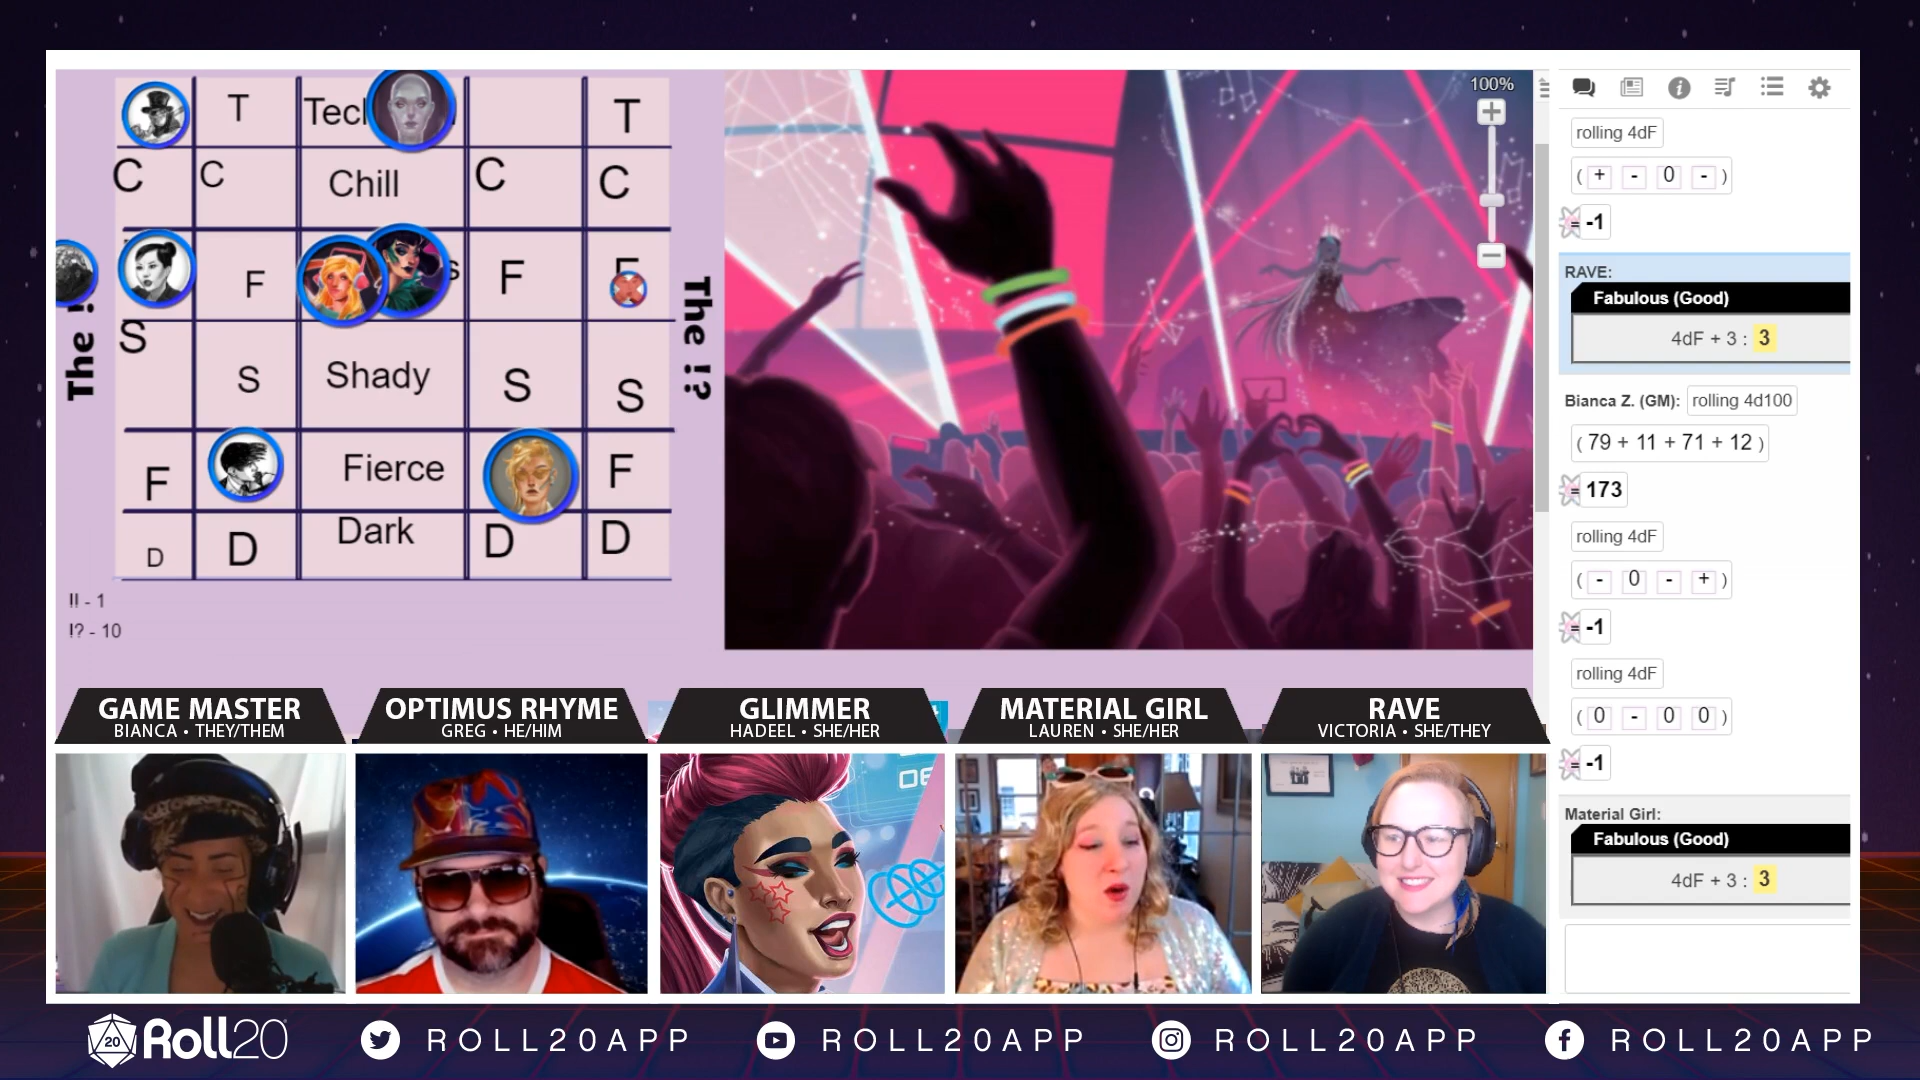 T Tecl T
C C Chill C C
F s F F
S
S Shady S S
F Fierce F
D D Dark D D
The !
The !?
!! - 1
!? - 10
100%
rolling 4dF
( + - 0 - )
= -1
RAVE:
Fabulous (Good)
4dF + 3 : 3
Bianca Z. (GM): rolling 4d100
( 79 + 11 + 71 + 12 )
= 173
rolling 4dF
( - 0 - + )
= -1
rolling 4dF
( 0 - 0 0 )
= -1
Material Girl:
Fabulous (Good)
4dF + 3 : 3
GAME MASTER
BIANCA • THEY/THEM
OPTIMUS RHYME
GREG • HE/HIM
GLIMMER
HADEEL • SHE/HER
MATERIAL GIRL
LAUREN • SHE/HER
RAVE
VICTORIA • SHE/THEY
20 Roll20
ROLL20APP
ROLL20APP
ROLL20APP
ROLL20APP